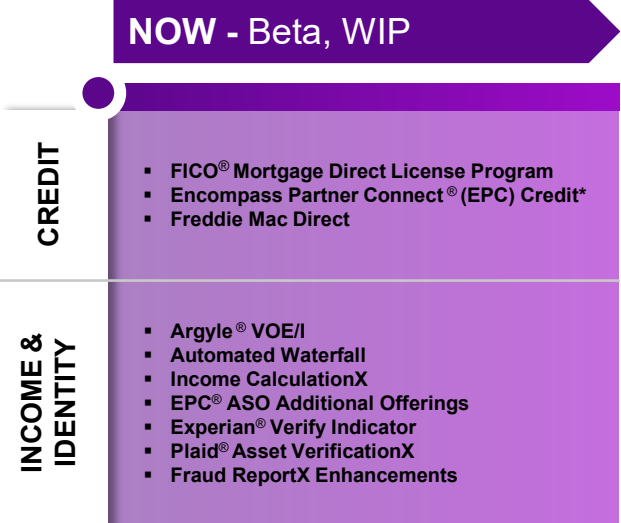 NOW - Beta, WIP
CREDIT
▪ FICO® Mortgage Direct License Program
▪ Encompass Partner Connect ® (EPC) Credit*
▪ Freddie Mac Direct
INCOME &
IDENTITY
▪ Argyle ® VOE/I
▪ Automated Waterfall
▪ Income CalculationX
▪ EPC® ASO Additional Offerings
▪ Experian® Verify Indicator
▪ Plaid® Asset VerificationX
▪ Fraud ReportX Enhancements